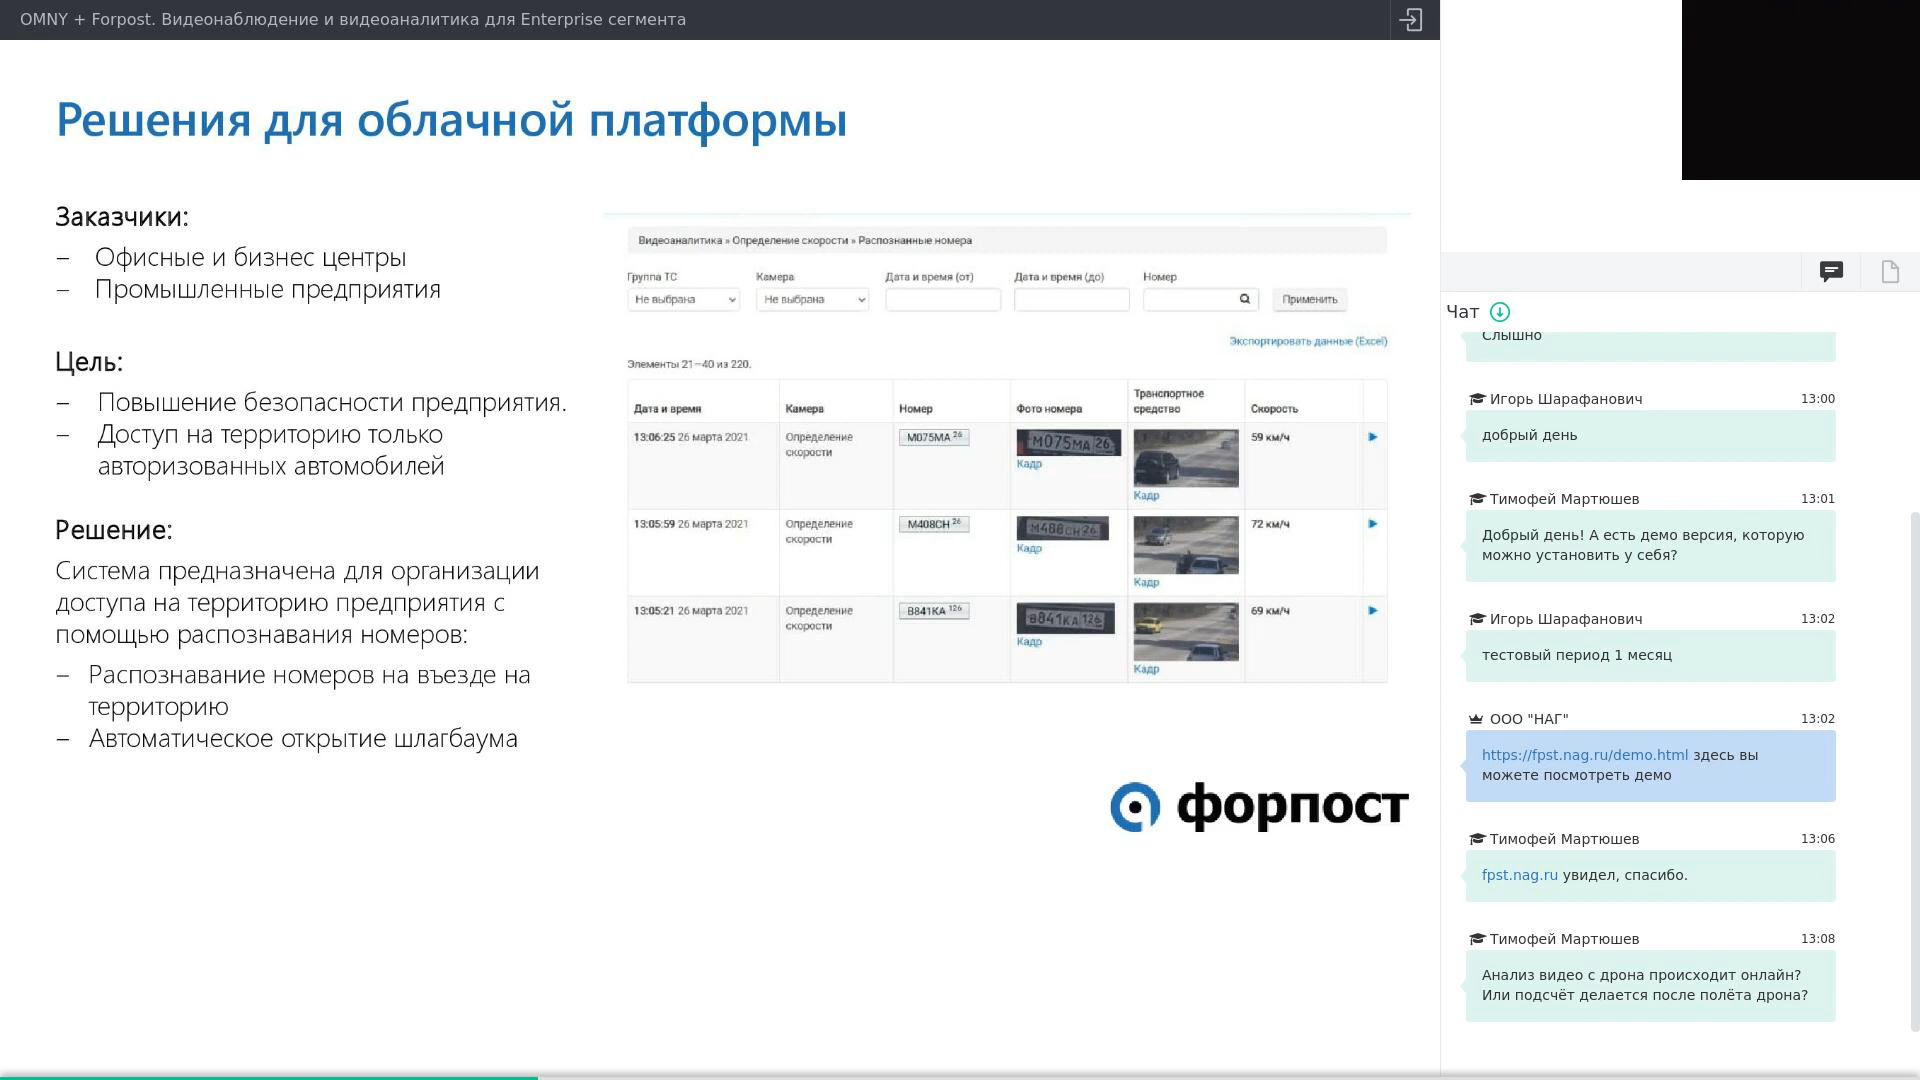 OMNY + Forpost. Видеонаблюдение и видеоаналитика для Enterprise сегмента
Решения для облачной платформы
Заказчики:
– Офисные и бизнес центры
– Промышленные предприятия
Цель:
– Повышение безопасности предприятия.
– Доступ на территорию только
авторизованных автомобилей
Решение:
Система предназначена для организации
доступа на территорию предприятия с
помощью распознавания номеров:
– Распознавание номеров на въезде на
территорию
– Автоматическое открытие шлагбаума
Видеоаналитика » Определение скорости » Распознанные номера
Группа ТС Камера Дата и время (от) Дата и время (до) Номер
Не выбрана Не выбрана Применить
Экспортировать данные (Excel)
Элементы 21—40 из 220.
Дата и время Камера Номер Фото номера Транспортное средство Скорость
13:06:25 26 марта 2021 Определение скорости М075МА 26 М075МА 26 Кадр Кадр 59 км/ч
13:05:59 26 марта 2021 Определение скорости М408СН 26 Кадр Кадр 72 км/ч
13:05:21 26 марта 2021 Определение скорости В841КА 126 В841КА 126 Кадр Кадр 69 км/ч
форпост
Чат
Слышно
Игорь Шарафанович 13:00
добрый день
Тимофей Мартюшев 13:01
Добрый день! А есть демо версия, которую
можно установить у себя?
Игорь Шарафанович 13:02
тестовый период 1 месяц
ООО "НАГ" 13:02
https://fpst.nag.ru/demo.html здесь вы
можете посмотреть демо
Тимофей Мартюшев 13:06
fpst.nag.ru увидел, спасибо.
Тимофей Мартюшев 13:08
Анализ видео с дрона происходит онлайн?
Или подсчёт делается после полёта дрона?